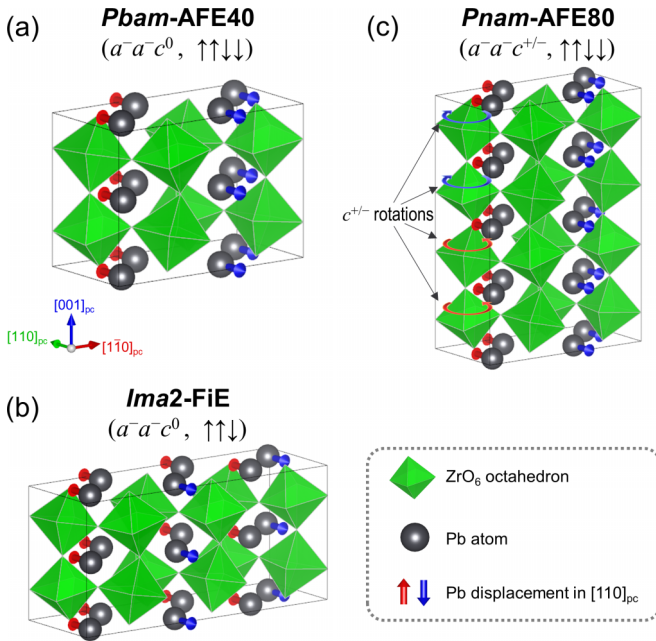 (a)
Pbam-AFE40
(a⁻a⁻c⁰, ↑↑↓↓)
[001]pc
[110]pc
[11̄0]pc
(b)
Ima2-FiE
(a⁻a⁻c⁰, ↑↑↓)
(c)
Pnam-AFE80
(a⁻a⁻c⁺/⁻, ↑↑↓↓)
c⁺/⁻ rotations
ZrO₆ octahedron
Pb atom
Pb displacement in [110]pc